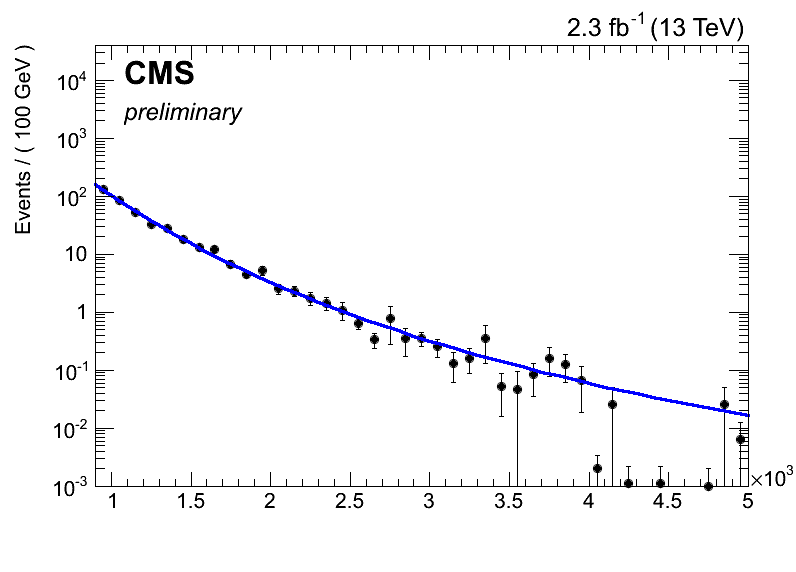 2.3 fb⁻¹ (13 TeV)
CMS
preliminary
Events / ( 100 GeV )
10⁴
10³
10²
10
1
10⁻¹
10⁻²
10⁻³
1 1.5 2 2.5 3 3.5 4 4.5 5
×10³